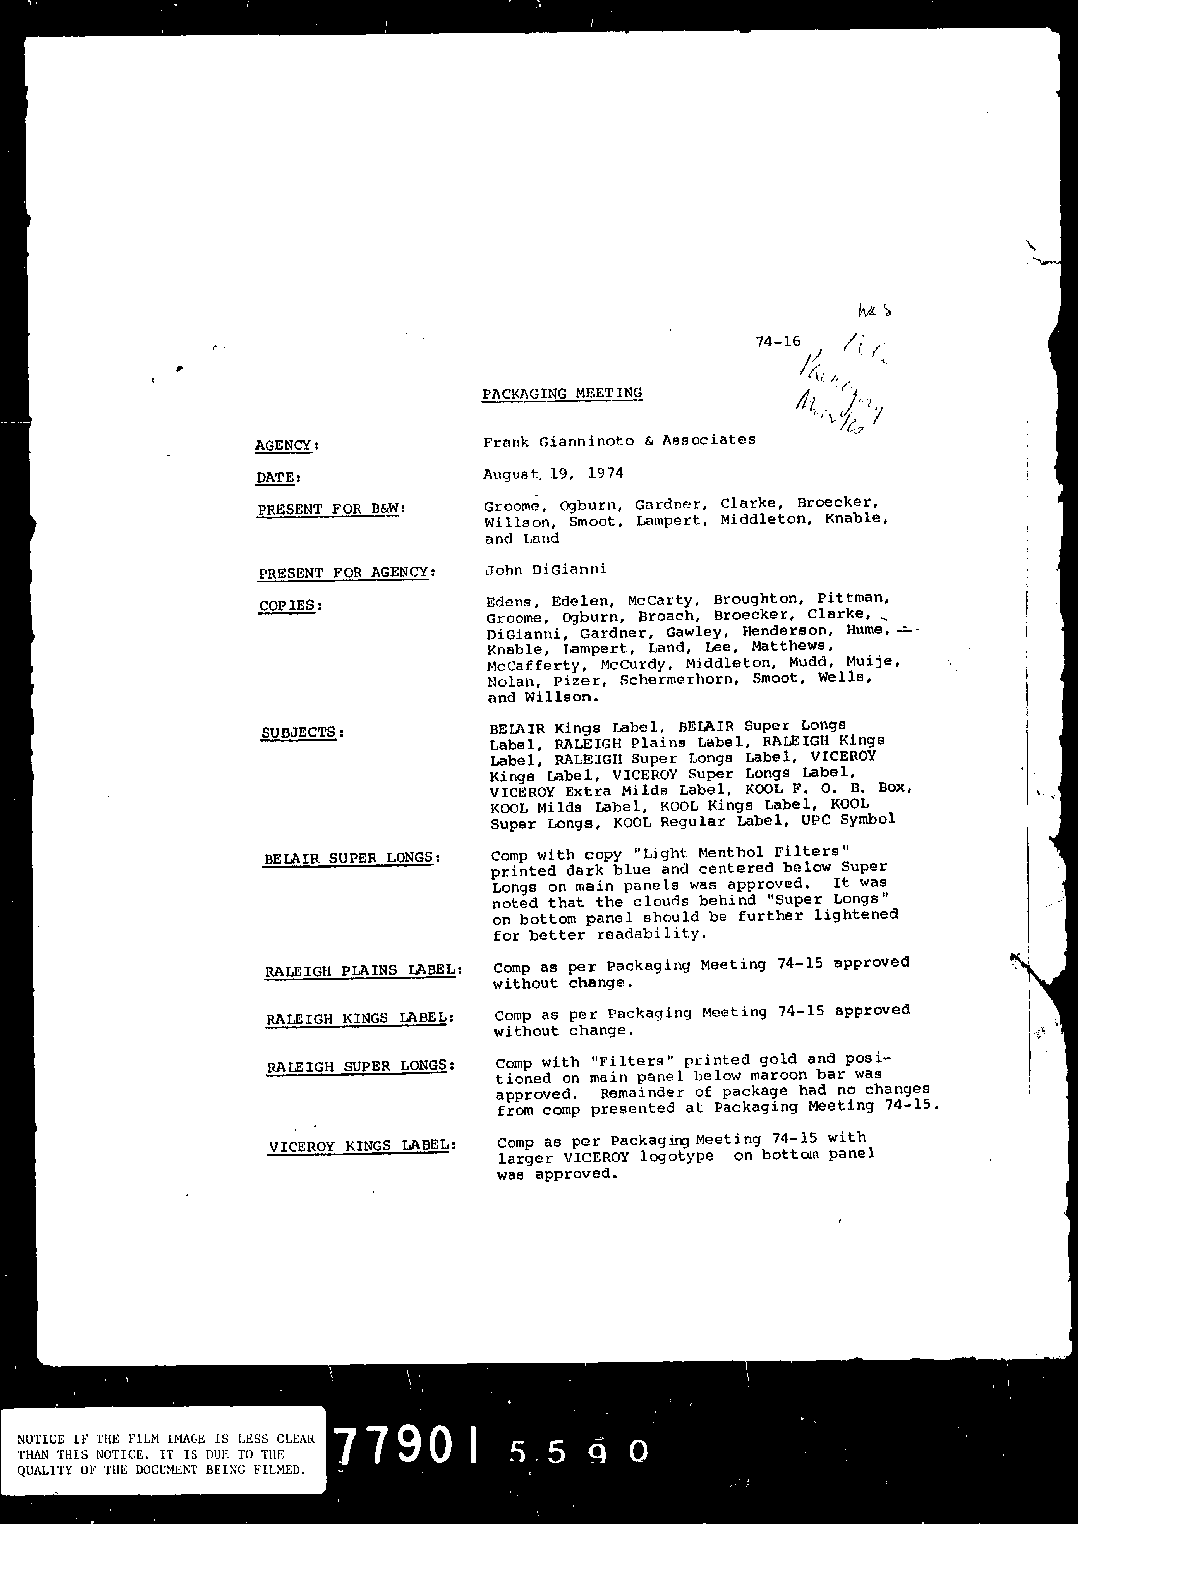 74-16
Packaging
Minutes
PACKAGING MEETING
AGENCY: Frank Gianninoto & Associates
DATE: August 19, 1974
PRESENT FOR B&W: Groome, Ogburn, Gardner, Clarke, Broecker,
Willson, Smoot, Lampert, Middleton, Knable,
and Land
PRESENT FOR AGENCY: John DiGianni
COPIES: Edens, Edelen, McCarty, Broughton, Pittman,
Groome, Ogburn, Broach, Broecker, Clarke,
DiGianni, Gardner, Gawley, Henderson, Hume,
Knable, Lampert, Land, Lee, Matthews,
McCafferty, McCurdy, Middleton, Mudd, Muije,
Nolan, Pizer, Schermerhorn, Smoot, Wells,
and Willson.
SUBJECTS: BELAIR Kings Label, BELAIR Super Longs
Label, RALEIGH Plains Label, RALEIGH Kings
Label, RALEIGH Super Longs Label, VICEROY
Kings Label, VICEROY Super Longs Label,
VICEROY Extra Milds Label, KOOL F. O. B. Box,
KOOL Milds Label, KOOL Kings Label, KOOL
Super Longs, KOOL Regular Label, UPC Symbol
BELAIR SUPER LONGS: Comp with copy "Light Menthol Filters"
printed dark blue and centered below Super
Longs on main panels was approved. It was
noted that the clouds behind "Super Longs"
on bottom panel should be further lightened
for better readability.
RALEIGH PLAINS LABEL: Comp as per Packaging Meeting 74-15 approved
without change.
RALEIGH KINGS LABEL: Comp as per Packaging Meeting 74-15 approved
without change.
RALEIGH SUPER LONGS: Comp with "Filters" printed gold and posi-
tioned on main panel below maroon bar was
approved. Remainder of package had no changes
from comp presented at Packaging Meeting 74-15.
VICEROY KINGS LABEL: Comp as per Packaging Meeting 74-15 with
larger VICEROY logotype on bottom panel
was approved.
NOTICE IF THE FILM IMAGE IS LESS CLEAR
THAN THIS NOTICE, IT IS DUE TO THE
QUALITY OF THE DOCUMENT BEING FILMED.
77901 5590